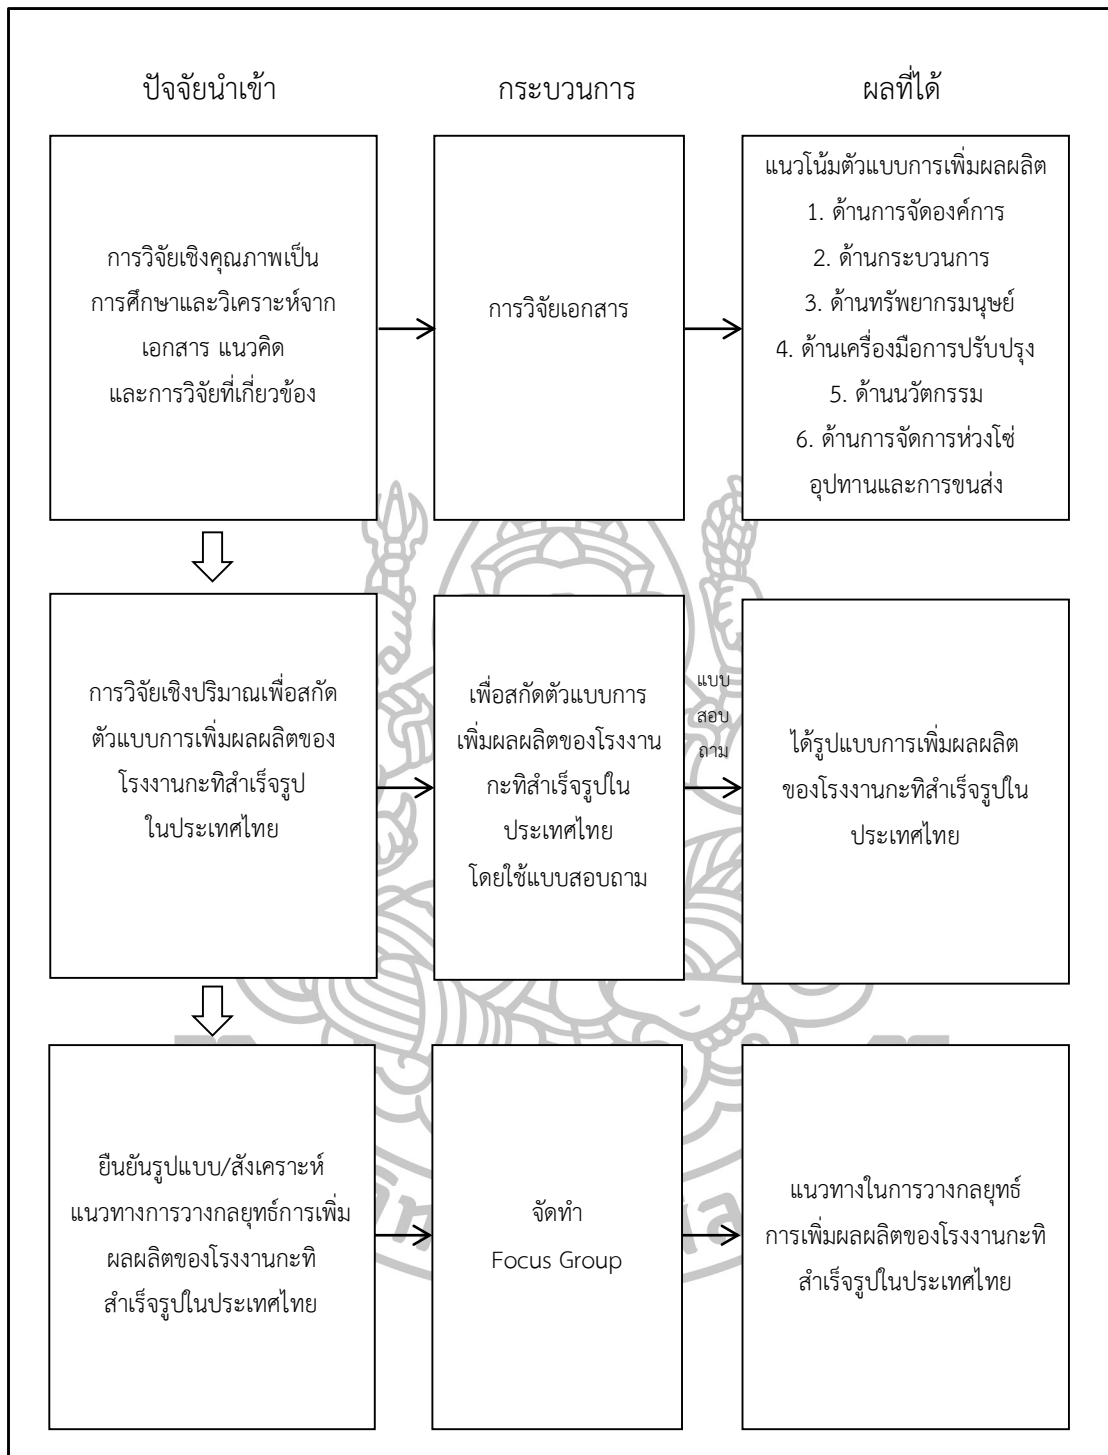 ปัจจัยนำเข้า
กระบวนการ
ผลที่ได้
การวิจัยเชิงคุณภาพเป็น
การศึกษาและวิเคราะห์จาก
เอกสาร แนวคิด
และการวิจัยที่เกี่ยวข้อง
การวิจัยเอกสาร
แนวโน้มตัวแบบการเพิ่มผลผลิต
1. ด้านการจัดองค์การ
2. ด้านกระบวนการ
3. ด้านทรัพยากรมนุษย์
4. ด้านเครื่องมือการปรับปรุง
5. ด้านนวัตกรรม
6. ด้านการจัดการห่วงโซ่
อุปทานและการขนส่ง
การวิจัยเชิงปริมาณเพื่อสกัด
ตัวแบบการเพิ่มผลผลิตของ
โรงงานกะทิสำเร็จรูป
ในประเทศไทย
เพื่อสกัดตัวแบบการ
เพิ่มผลผลิตของโรงงาน
กะทิสำเร็จรูปใน
ประเทศไทย
โดยใช้แบบสอบถาม
แบบ
สอบ
ถาม
ได้รูปแบบการเพิ่มผลผลิต
ของโรงงานกะทิสำเร็จรูปใน
ประเทศไทย
ยืนยันรูปแบบ/สังเคราะห์
แนวทางการวางกลยุทธ์การเพิ่ม
ผลผลิตของโรงงานกะทิ
สำเร็จรูปในประเทศไทย
จัดทำ
Focus Group
แนวทางในการวางกลยุทธ์
การเพิ่มผลผลิตของโรงงานกะทิ
สำเร็จรูปในประเทศไทย